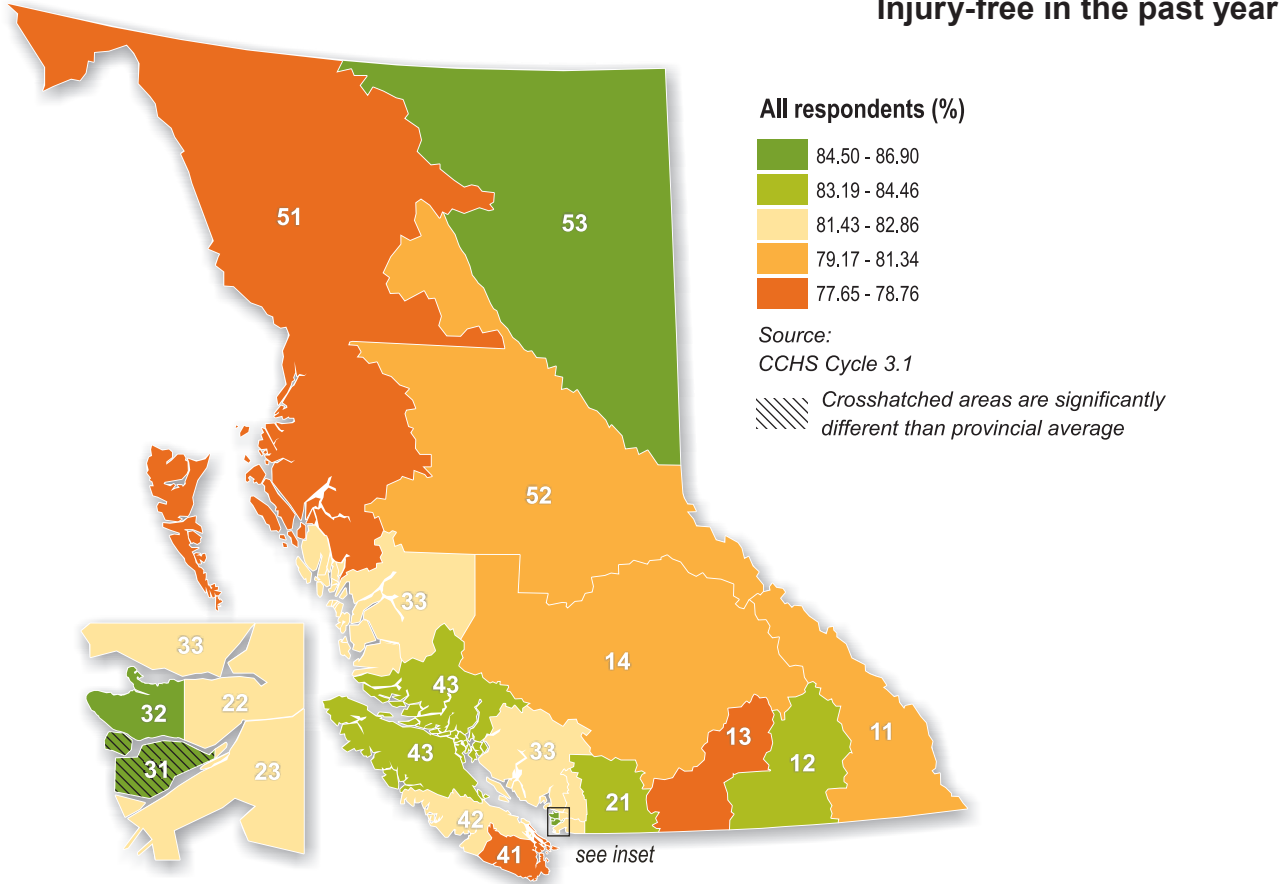 Injury-free in the past year
All respondents (%)
84.50 - 86.90
83.19 - 84.46
81.43 - 82.86
79.17 - 81.34
77.65 - 78.76
Source:
CCHS Cycle 3.1
Crosshatched areas are significantly
different than provincial average
51
53
52
33
14
43
43
33
13
12
11
21
42
41
see inset
33
32
22
31
23